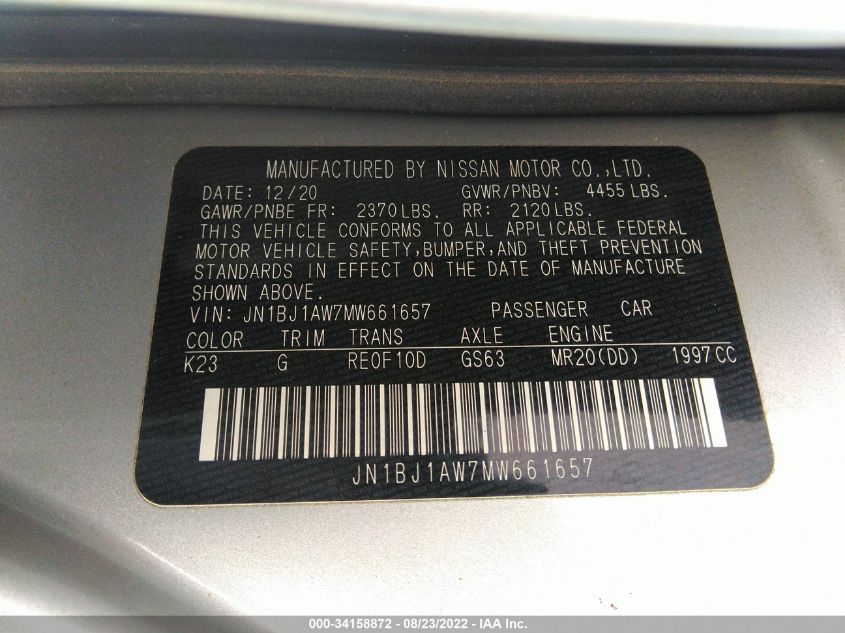 MANUFACTURED BY NISSAN MOTOR CO.,LTD.
DATE: 12/20 GVWR/PNBV: 4455 LBS.
GAWR/PNBE FR: 2370 LBS. RR: 2120 LBS.
THIS VEHICLE CONFORMS TO ALL APPLICABLE FEDERAL
MOTOR VEHICLE SAFETY, BUMPER, AND THEFT PREVENTION
STANDARDS IN EFFECT ON THE DATE OF MANUFACTURE
SHOWN ABOVE.
VIN: JN1BJ1AW7MW661657 PASSENGER CAR
COLOR TRIM TRANS AXLE ENGINE
K23 G RE0F10D GS63 MR20(DD) 1997 CC
JN1BJ1AW7MW661657
000-34158872 - 08/23/2022 - IAA Inc.